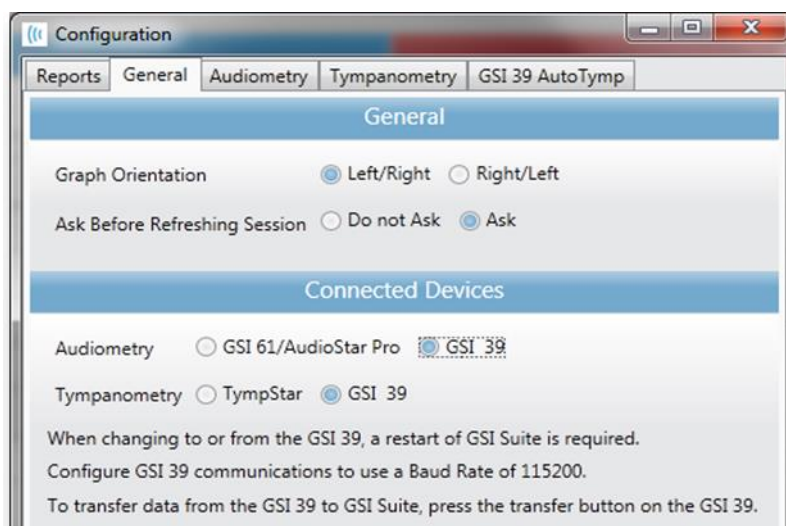 Configuration
Reports General Audiometry Tympanometry GSI 39 AutoTymp
General
Graph Orientation Left/Right Right/Left
Ask Before Refreshing Session Do not Ask Ask
Connected Devices
Audiometry GSI 61/AudioStar Pro GSI 39
Tympanometry TympStar GSI 39
When changing to or from the GSI 39, a restart of GSI Suite is required.
Configure GSI 39 communications to use a Baud Rate of 115200.
To transfer data from the GSI 39 to GSI Suite, press the transfer button on the GSI 39.